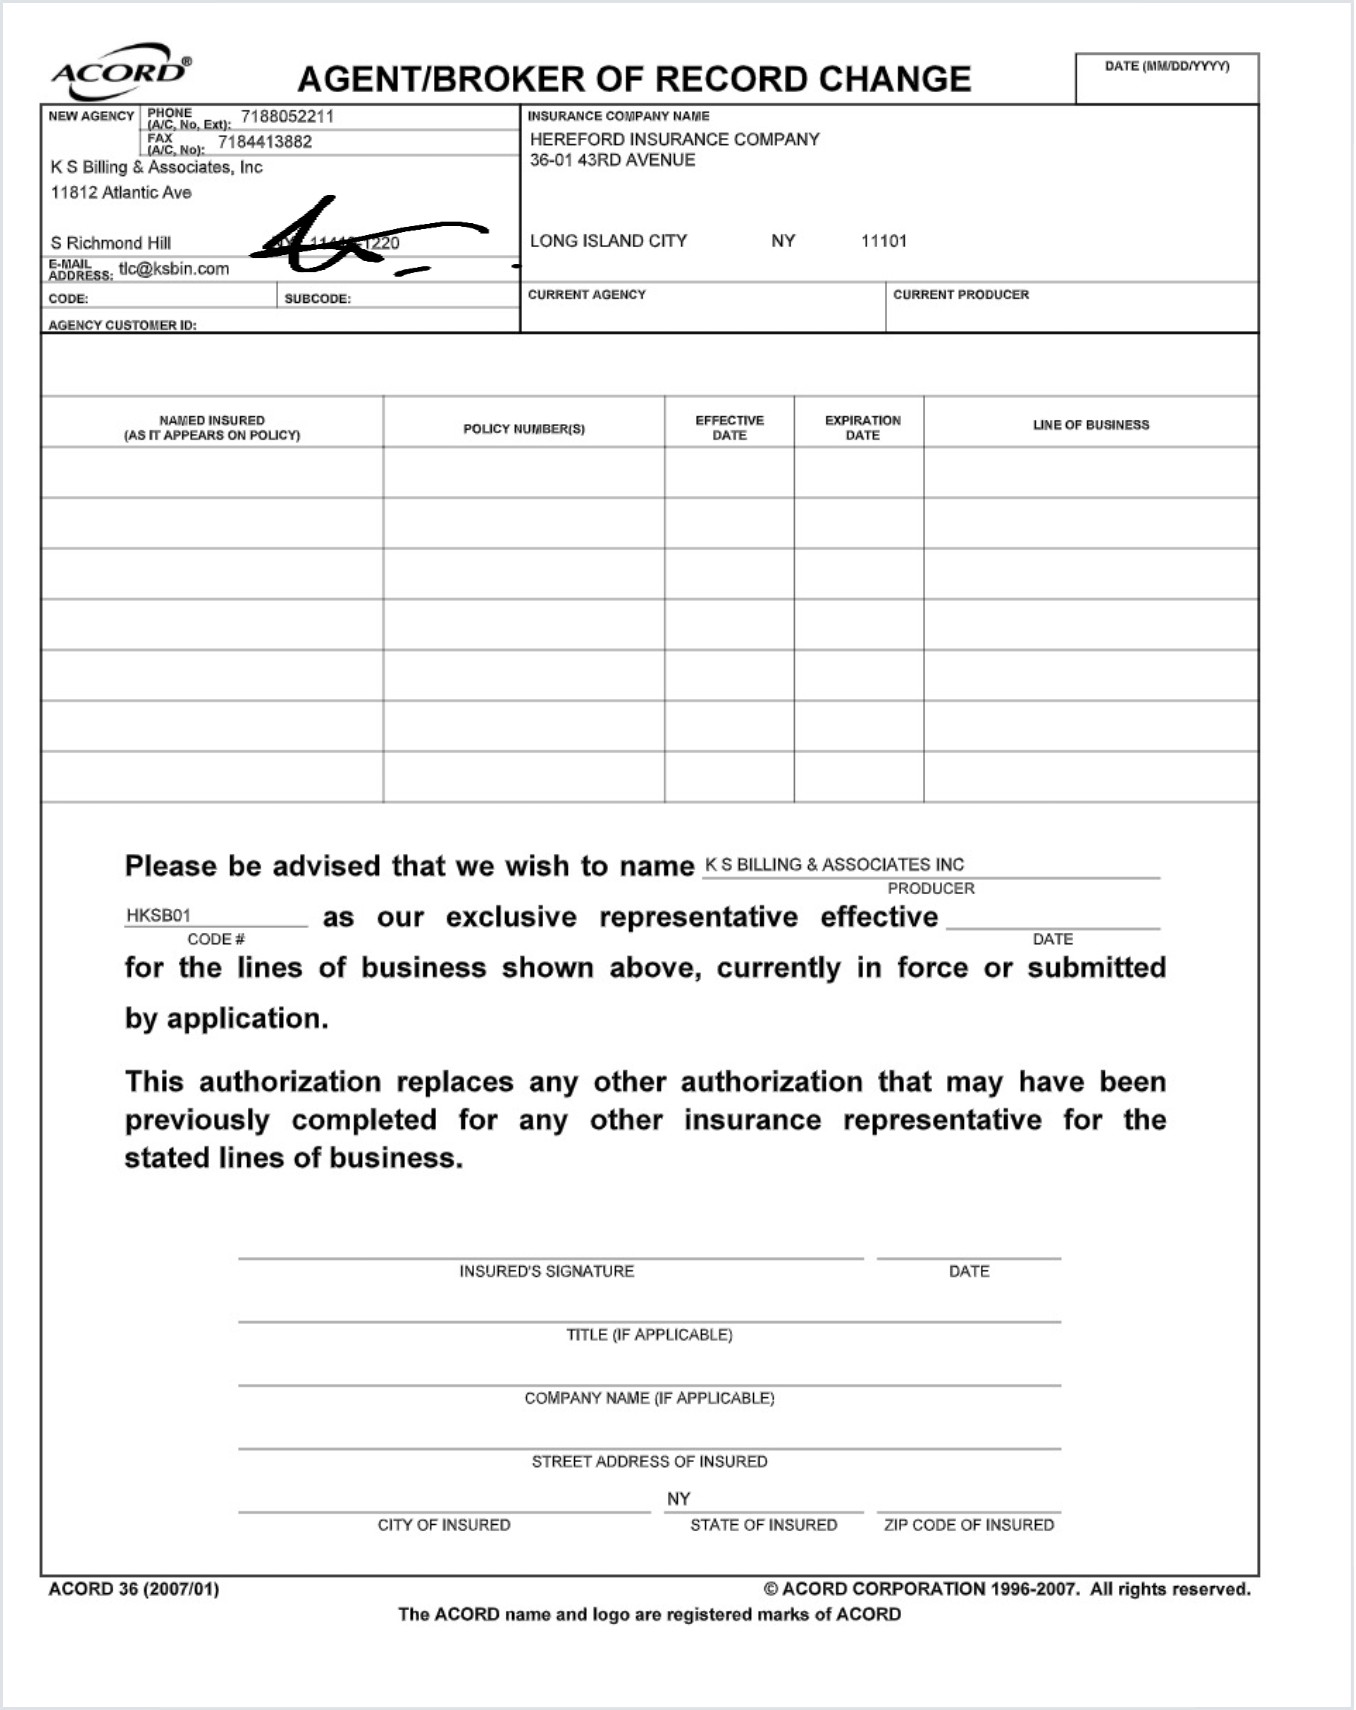 ACORD®
AGENT/BROKER OF RECORD CHANGE
DATE (MM/DD/YYYY)
NEW AGENCY
PHONE (A/C, No, Ext): 7188052211
FAX (A/C, No): 7184413882
K S Billing & Associates, Inc
11812 Atlantic Ave
S Richmond Hill
E-MAIL ADDRESS: tlc@ksbin.com
CODE: SUBCODE:
AGENCY CUSTOMER ID:
INSURANCE COMPANY NAME
HEREFORD INSURANCE COMPANY
36-01 43RD AVENUE
LONG ISLAND CITY NY 11101
CURRENT AGENCY
CURRENT PRODUCER
NAMED INSURED (AS IT APPEARS ON POLICY)
POLICY NUMBER(S)
EFFECTIVE DATE
EXPIRATION DATE
LINE OF BUSINESS
Please be advised that we wish to name K S BILLING & ASSOCIATES INC
PRODUCER
HKSB01 as our exclusive representative effective
CODE # DATE
for the lines of business shown above, currently in force or submitted
by application.
This authorization replaces any other authorization that may have been
previously completed for any other insurance representative for the
stated lines of business.
INSURED'S SIGNATURE DATE
TITLE (IF APPLICABLE)
COMPANY NAME (IF APPLICABLE)
STREET ADDRESS OF INSURED
NY
CITY OF INSURED STATE OF INSURED ZIP CODE OF INSURED
ACORD 36 (2007/01) © ACORD CORPORATION 1996-2007. All rights reserved.
The ACORD name and logo are registered marks of ACORD